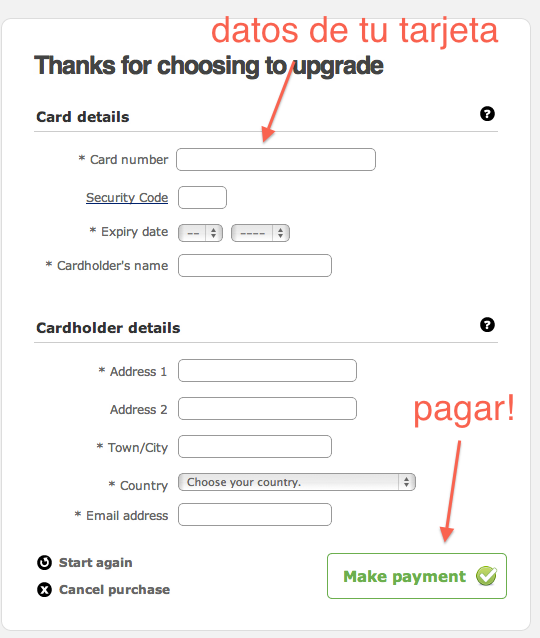 datos de tu tarjeta
Thanks for choosing to upgrade
Card details ?
* Card number
Security Code
* Expiry date -- ----
* Cardholder's name
Cardholder details ?
* Address 1
Address 2
pagar!
* Town/City
* Country Choose your country.
* Email address
Start again
Make payment
x Cancel purchase